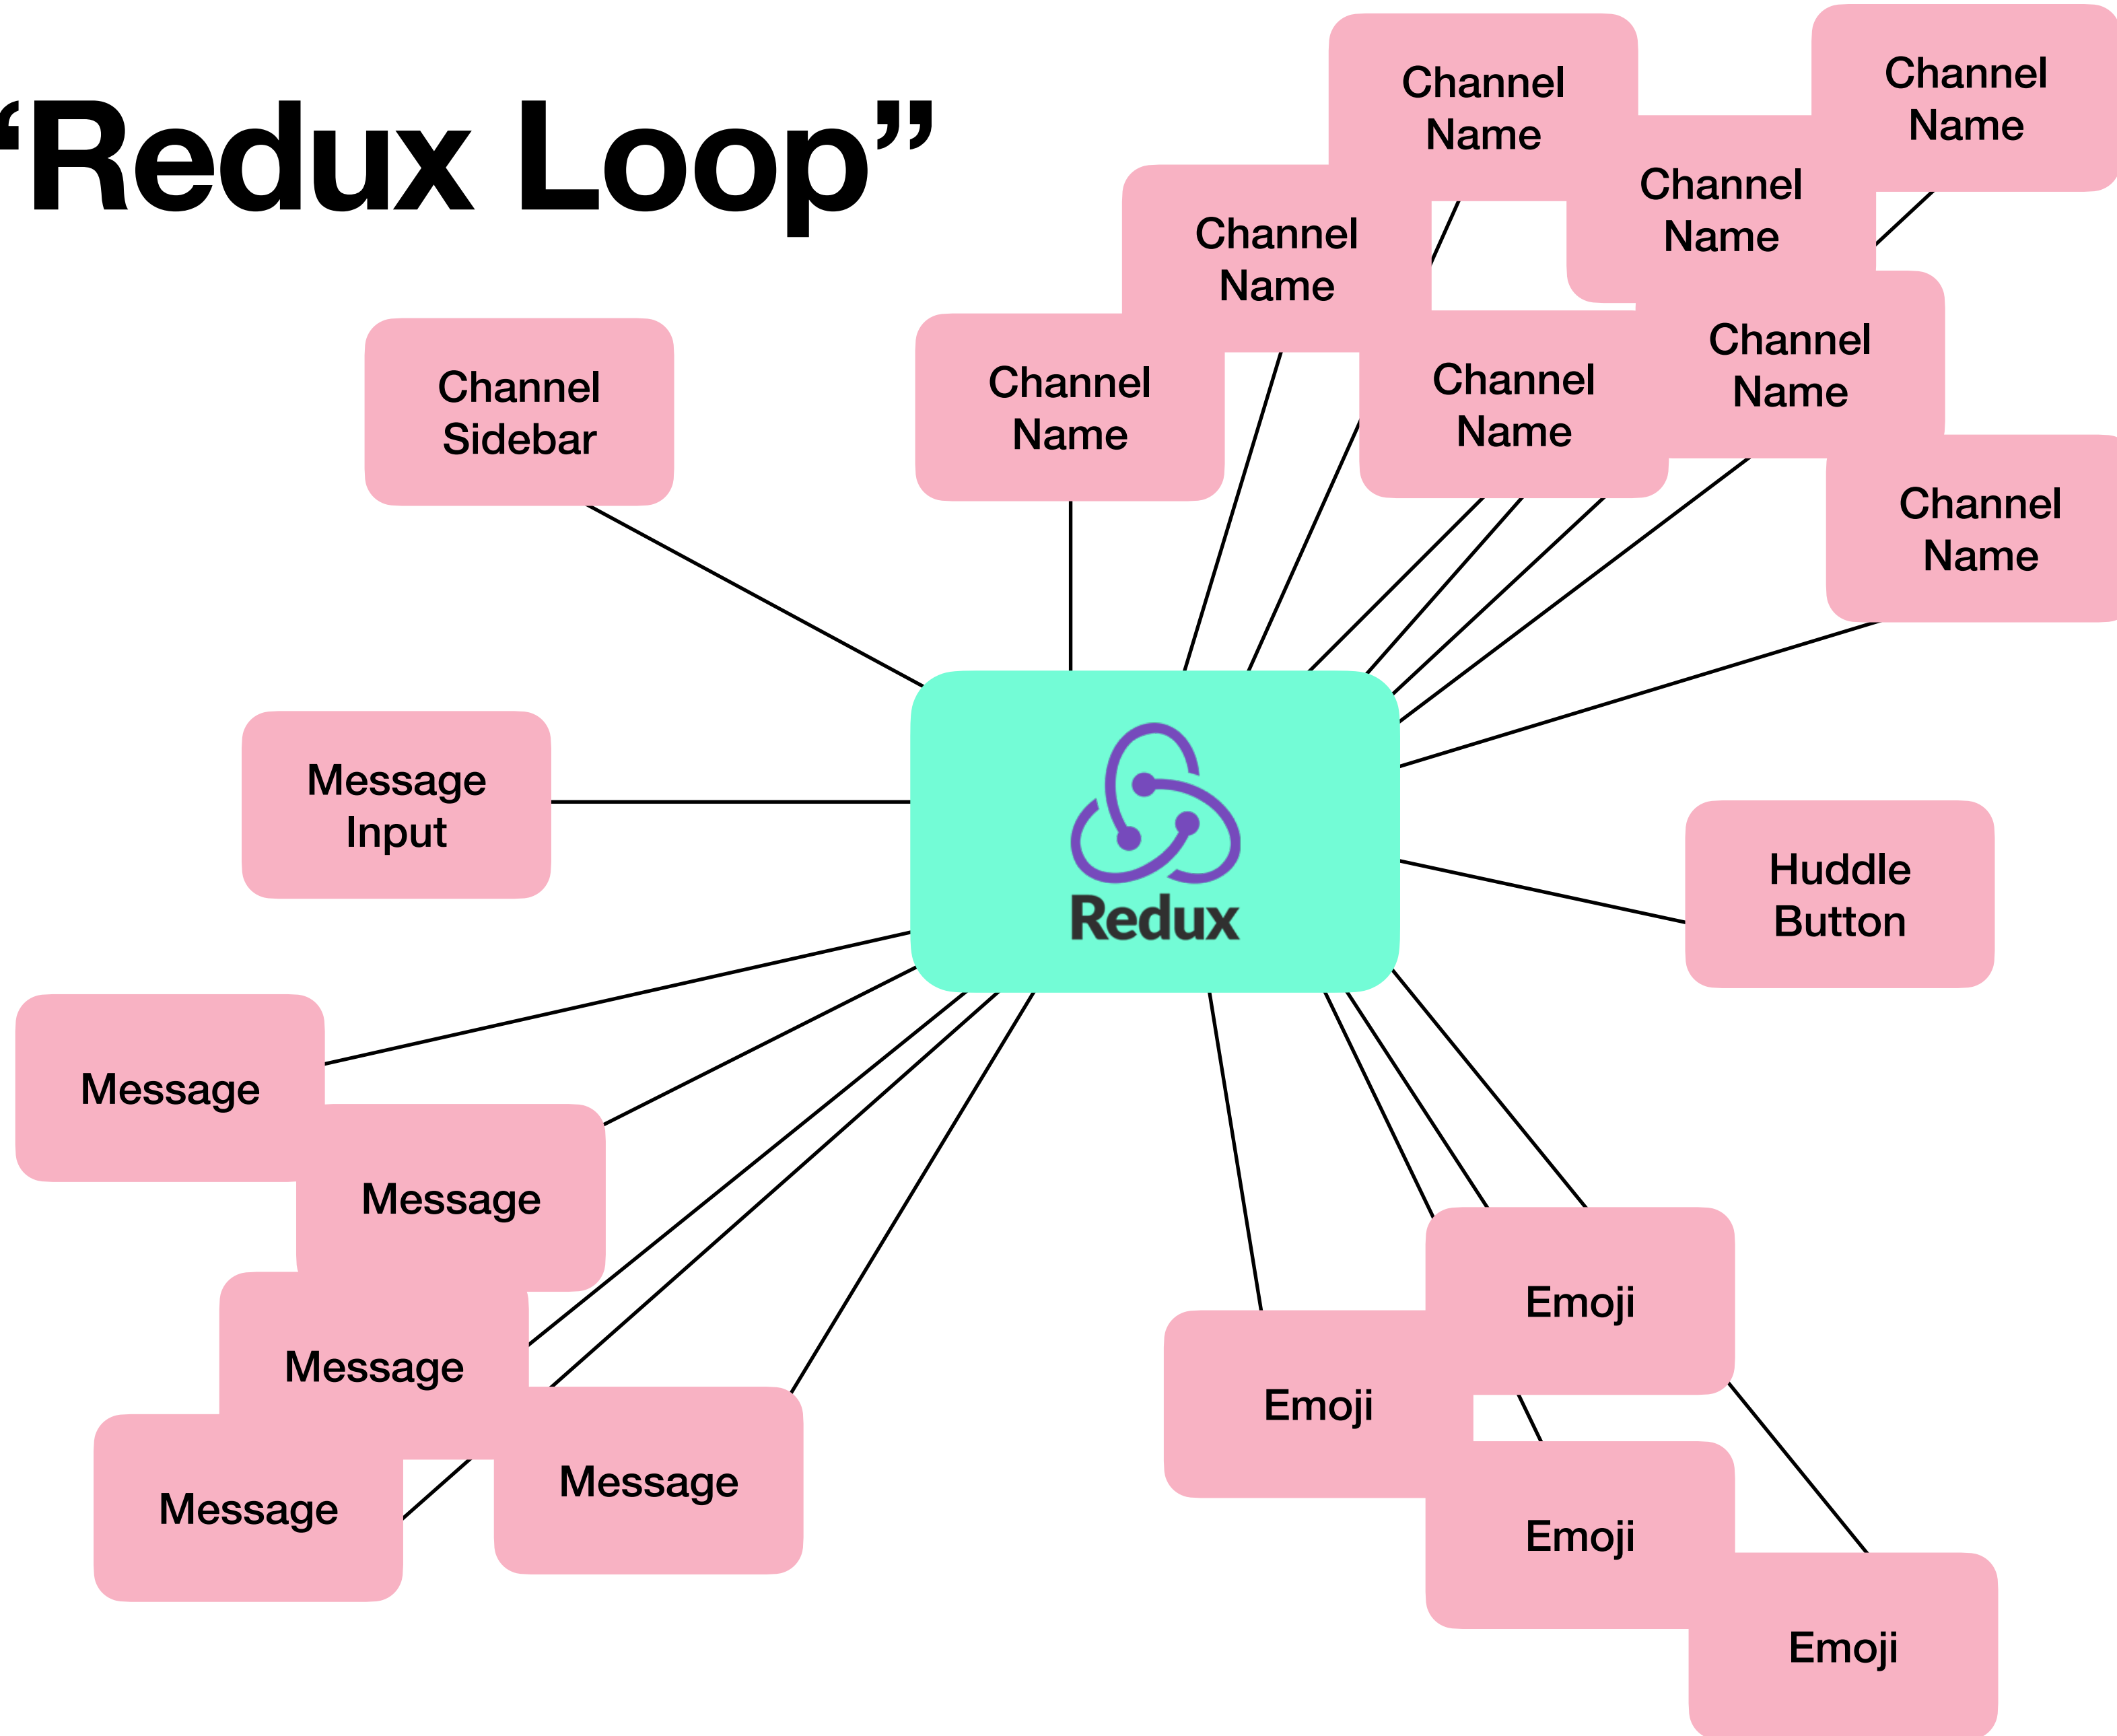 “Redux Loop”
Channel
Name
Channel
Name
Channel
Name
Channel
Name
Channel
Name
Channel
Name
Channel
Name
Channel
Sidebar
Channel
Name
Message
Input
Redux
Huddle
Button
Message
Message
Message
Message
Message
Emoji
Emoji
Emoji
Emoji